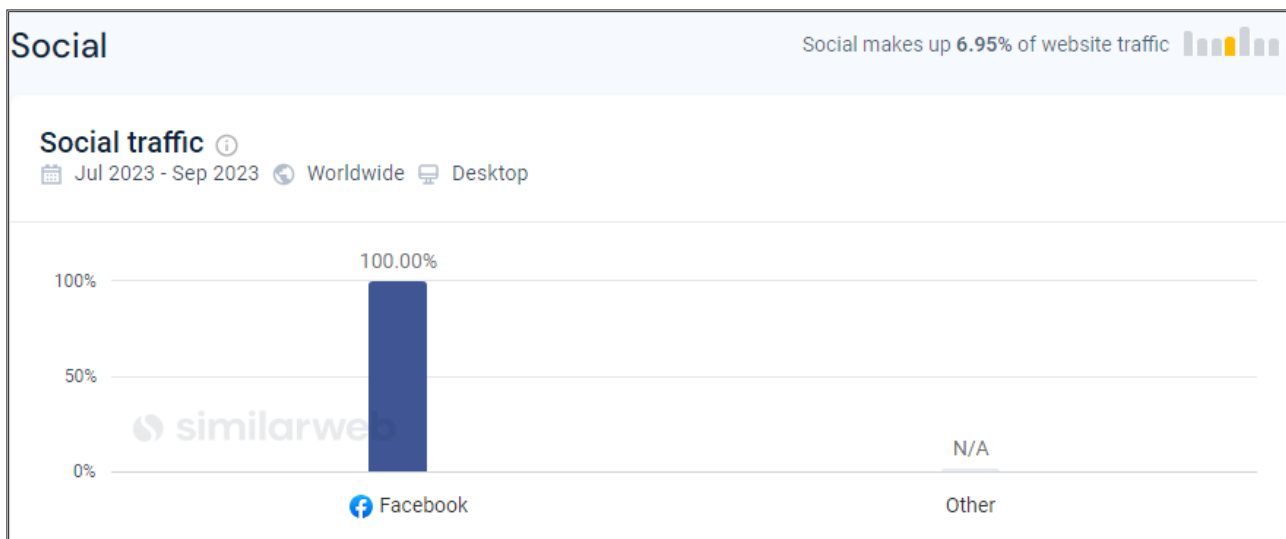 Social
Social makes up 6.95% of website traffic
Social traffic
Jul 2023 - Sep 2023 Worldwide Desktop
100.00%
100%
50%
similarweb
N/A
0%
Facebook
Other